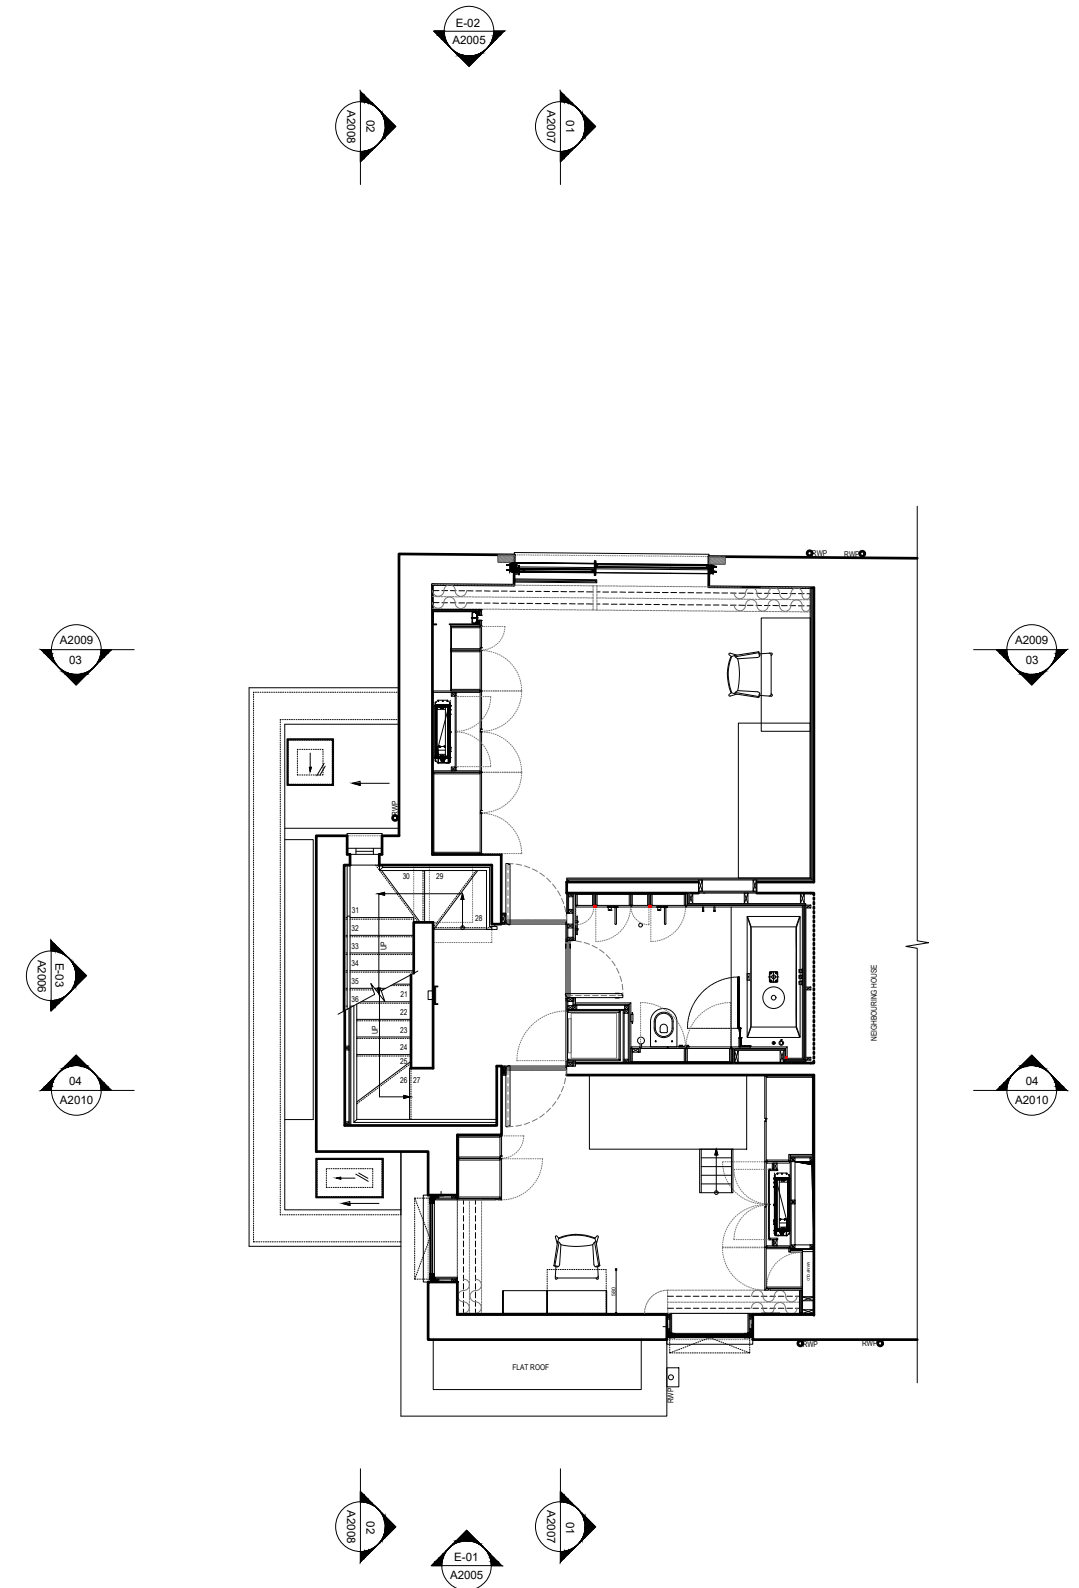 E-02
A2005
02
A2008
01
A2007
RWP
RWP
A2009
03
A2009
03
RWP
30
29
28
31
32
33
34
35
36
UP
UP
21
22
23
24
25
26
27
E-03
A2006
NEIGHBOURING HOUSE
04
A2010
04
A2010
RWP
RWP
FLAT ROOF
RWP
02
A2008
01
A2007
E-01
A2005